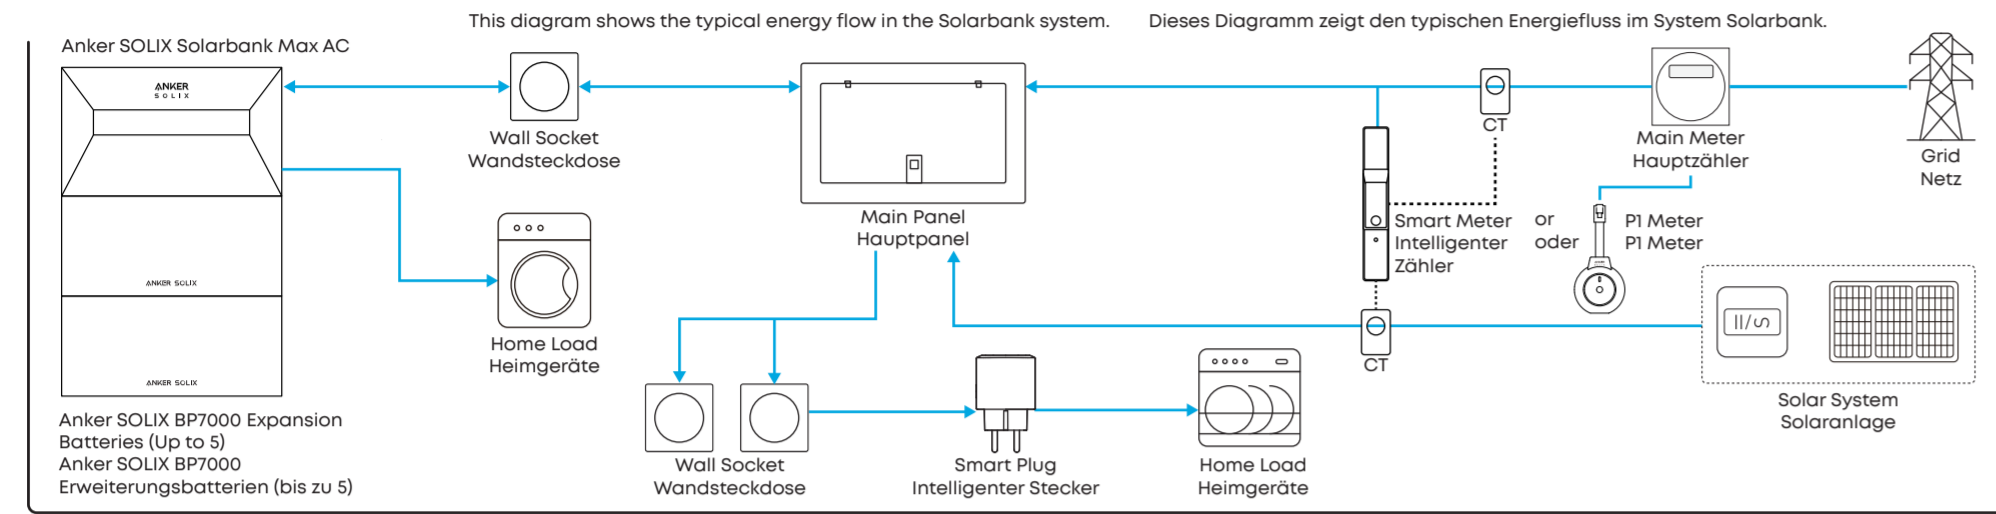 This diagram shows the typical energy flow in the Solarbank system.
Dieses Diagramm zeigt den typischen Energiefluss im System Solarbank.
Anker SOLIX Solarbank Max AC
ANKER
SOLIX
ANKER SOLIX
ANKER SOLIX
Anker SOLIX BP7000 Expansion
Batteries (Up to 5)
Anker SOLIX BP7000
Erweiterungsbatterien (bis zu 5)
Wall Socket
Wandsteckdose
Home Load
Heimgeräte
Main Panel
Hauptpanel
Wall Socket
Wandsteckdose
Smart Plug
Intelligenter Stecker
Home Load
Heimgeräte
CT
Smart Meter
Intelligenter
Zähler
or
oder
P1 Meter
P1 Meter
CT
Main Meter
Hauptzähler
Grid
Netz
Solar System
Solaranlage